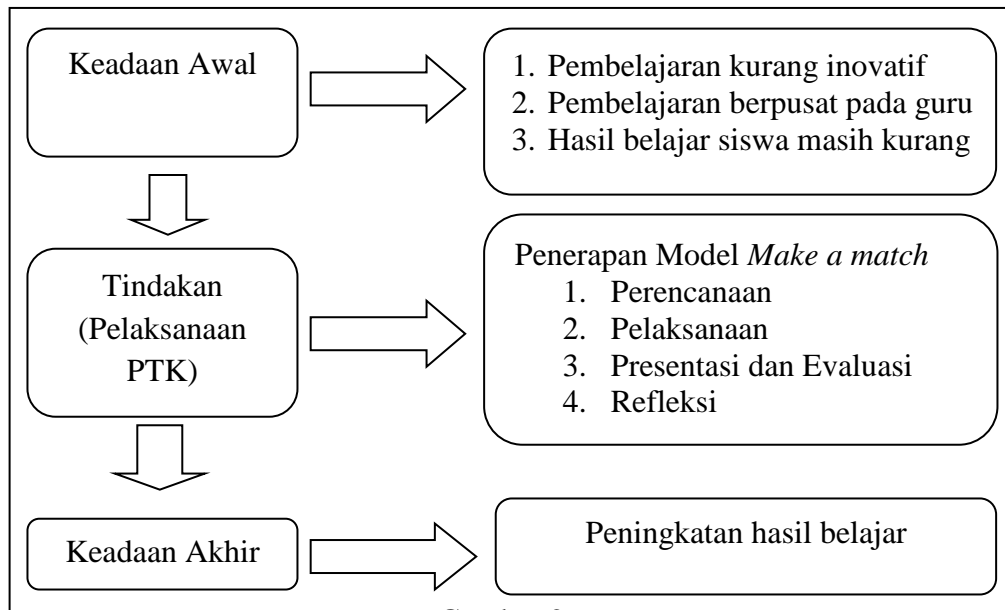 Keadaan Awal
1. Pembelajaran kurang inovatif
2. Pembelajaran berpusat pada guru
3. Hasil belajar siswa masih kurang
Tindakan
(Pelaksanaan
PTK)
Penerapan Model Make a match
1. Perencanaan
2. Pelaksanaan
3. Presentasi dan Evaluasi
4. Refleksi
Keadaan Akhir
Peningkatan hasil belajar